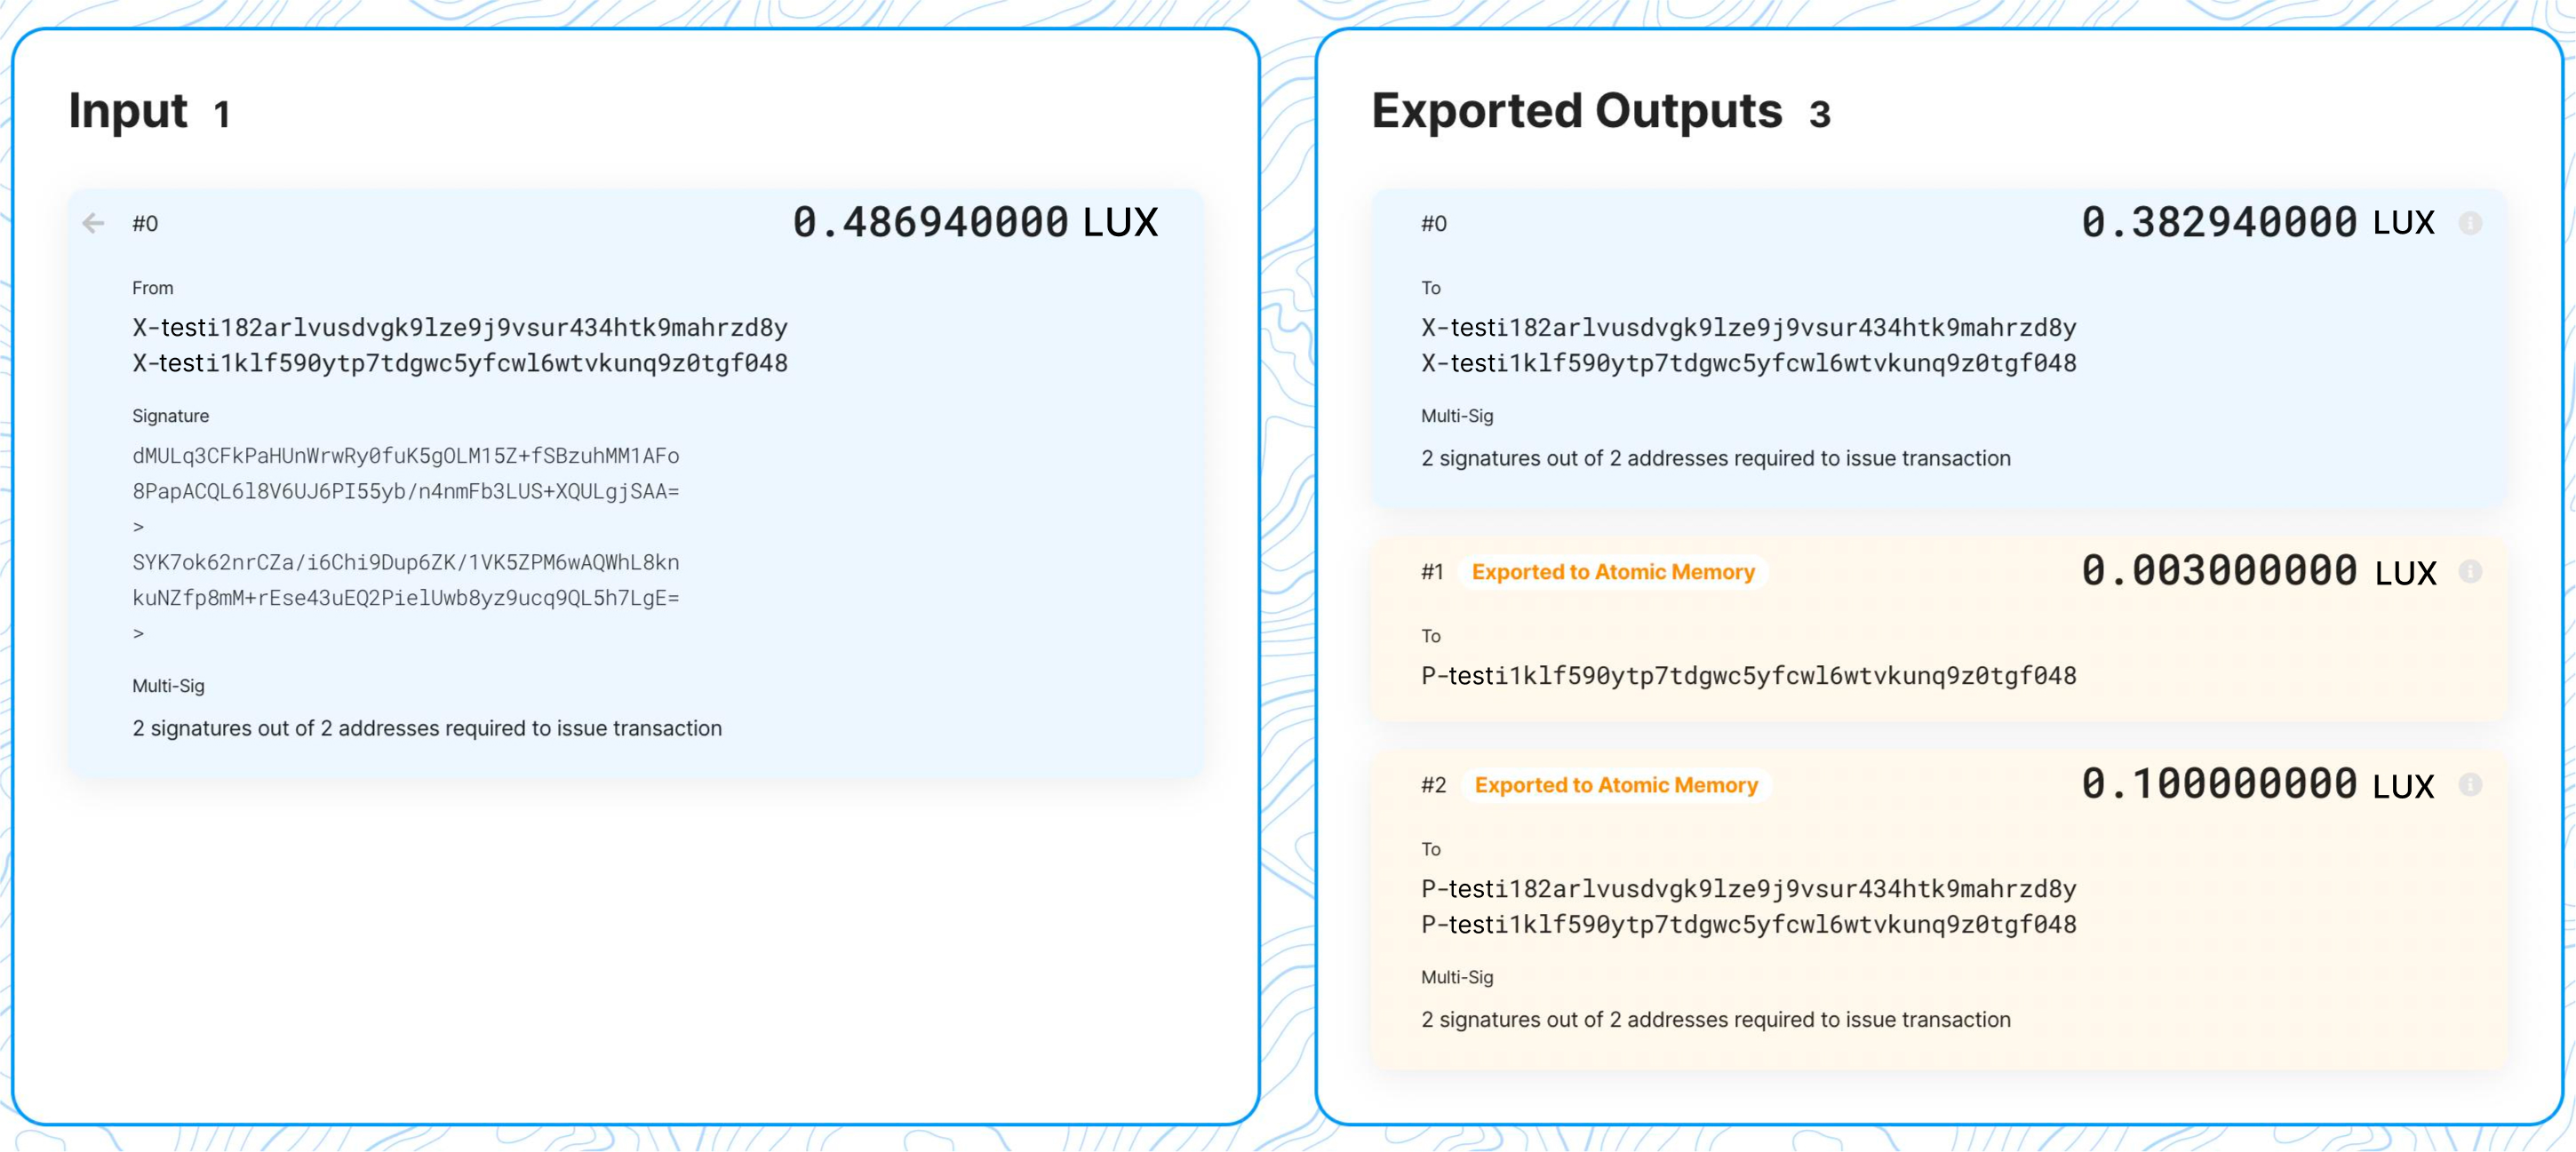 Input 1
#0 0.486940000 LUX
From
X-testi182arlvusdvgk9lze9j9vsur434htk9mahrzd8y
X-testi1klf590ytp7tdgwc5yfcwl6wtvkunq9z0tgf048
Signature
dMULq3CFkPaHUnWrwRy0fuK5gOLM15Z+fSBzuhMM1AFo
8PapACQL6l8V6UJ6PI55yb/n4nmFb3LUS+XQULgjSAA=
>
SYK7ok62nrCZa/i6Chi9Dup6ZK/1VK5ZPM6wAQWhL8kn
kuNZfp8mM+rEse43uEQ2PielUwb8yz9ucq9QL5h7LgE=
>
Multi-Sig
2 signatures out of 2 addresses required to issue transaction
Exported Outputs 3
#0 0.382940000 LUX
To
X-testi182arlvusdvgk9lze9j9vsur434htk9mahrzd8y
X-testi1klf590ytp7tdgwc5yfcwl6wtvkunq9z0tgf048
Multi-Sig
2 signatures out of 2 addresses required to issue transaction
#1 Exported to Atomic Memory 0.003000000 LUX
To
P-testi1klf590ytp7tdgwc5yfcwl6wtvkunq9z0tgf048
#2 Exported to Atomic Memory 0.100000000 LUX
To
P-testi182arlvusdvgk9lze9j9vsur434htk9mahrzd8y
P-testi1klf590ytp7tdgwc5yfcwl6wtvkunq9z0tgf048
Multi-Sig
2 signatures out of 2 addresses required to issue transaction